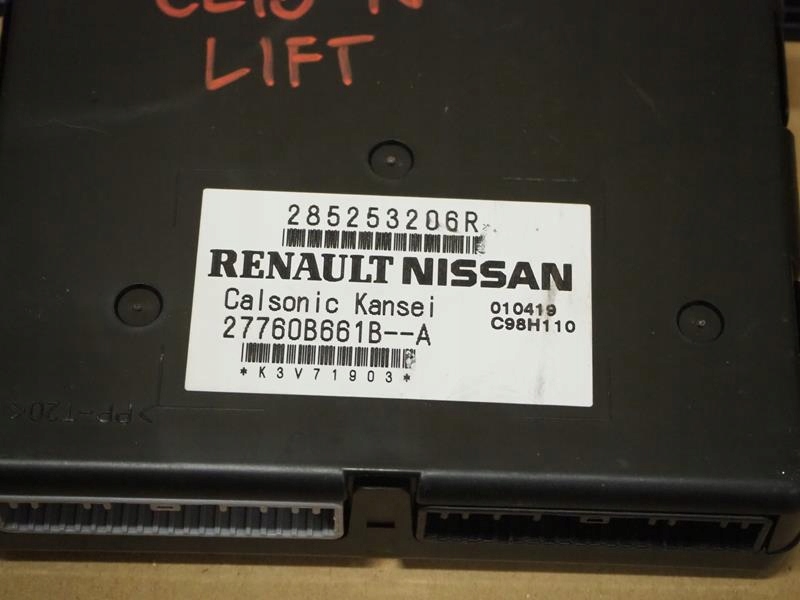 LIFT
285253206R
RENAULT NISSAN
Calsonic Kansei 010419
27760B661B--A C98H110
*K3V71903*
>PP-T20<